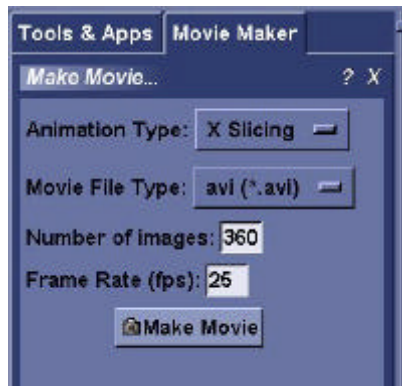 Tools & Apps Movie Maker
Make Movie... ? X
Animation Type: X Slicing
Movie File Type: avi (*.avi)
Number of images: 360
Frame Rate (fps): 25
Make Movie